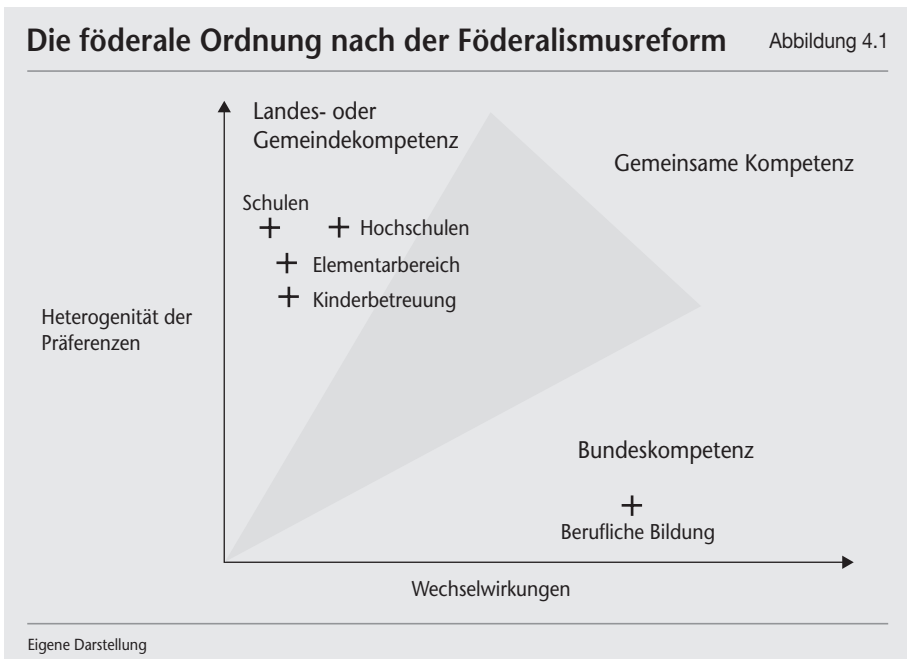 Die föderale Ordnung nach der Föderalismusreform
Abbildung 4.1
Landes- oder
Gemeindekompetenz
Gemeinsame Kompetenz
Schulen
Hochschulen
Elementarbereich
Kinderbetreuung
Heterogenität der
Präferenzen
Bundeskompetenz
Berufliche Bildung
Wechselwirkungen
Eigene Darstellung